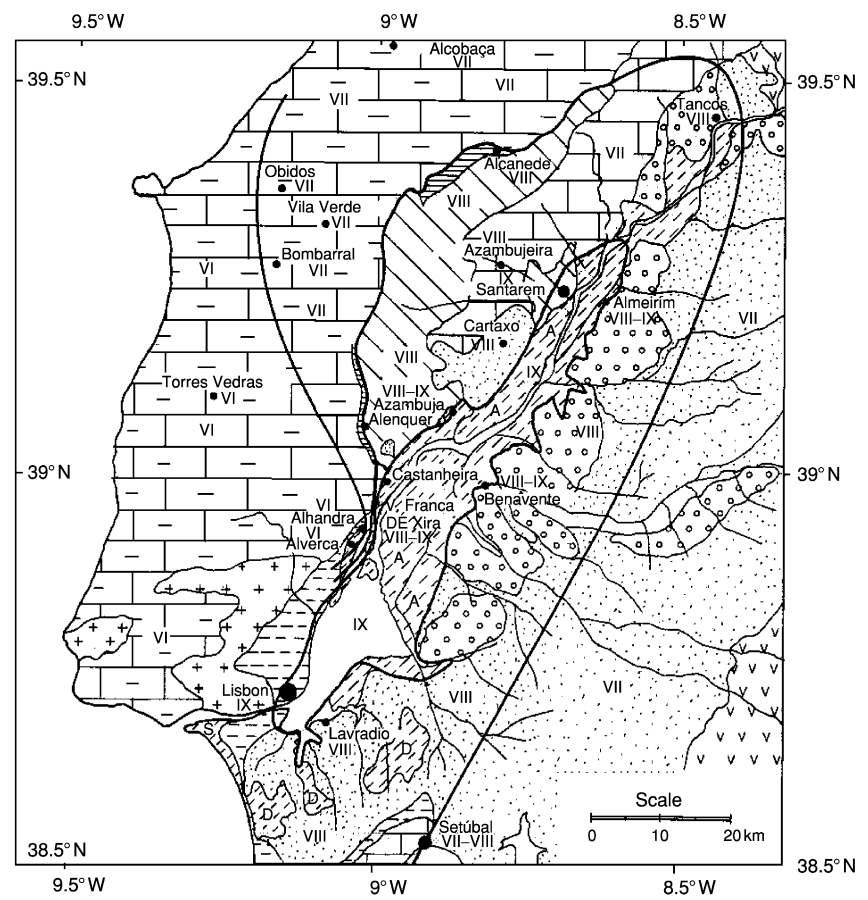 9.5°W
9°W
8.5°W
39.5°N
39.5°N
Alcobaça
VII
VII
VII
Tancos
VIII
Alçanede
VIII
VII
Obidos
VII
VIII
Vila Verde
VII
VIII
Azambujeira
Bombarral
VII
VI
IX
Santarem
VII
Almeirim
VIII–IX
Cartaxo
VIII
A
VII
VIII
IX
Torres Vedras
VI
VIII–IX
Azambuja
A
Alenquer
VI
VIII
39°N
39°N
Castanheira
VIII–IX
Benavente
VI
V. Franca
DE Xira
VIII–IX
Alhandra
VI
Alverca
A
A
IX
VI
Lisbon
IX
VIII
VII
S
Lavradio
VIII
D
D
D
VIII
Setúbal
VII–VIII
Scale
0 10 20 km
38.5°N
38.5°N
9.5°W
9°W
8.5°W